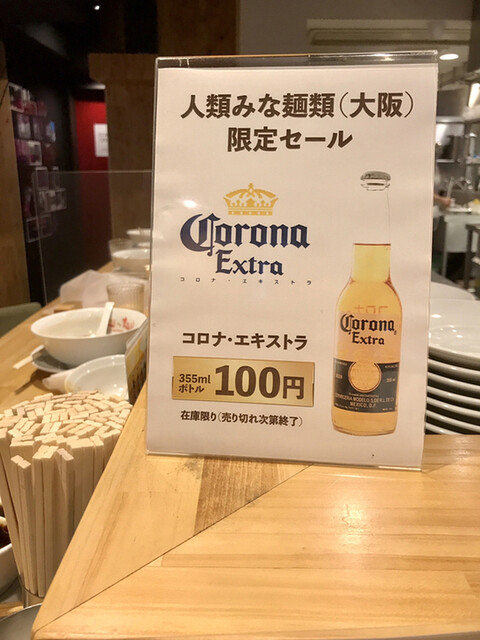 人類みな麺類（大阪）
限定セール
Corona
Extra
コロナ・エキストラ
コロナ・エキストラ
355ml
ボトル
100円
在庫限り（売り切れ次第終了）
Corona
Extra